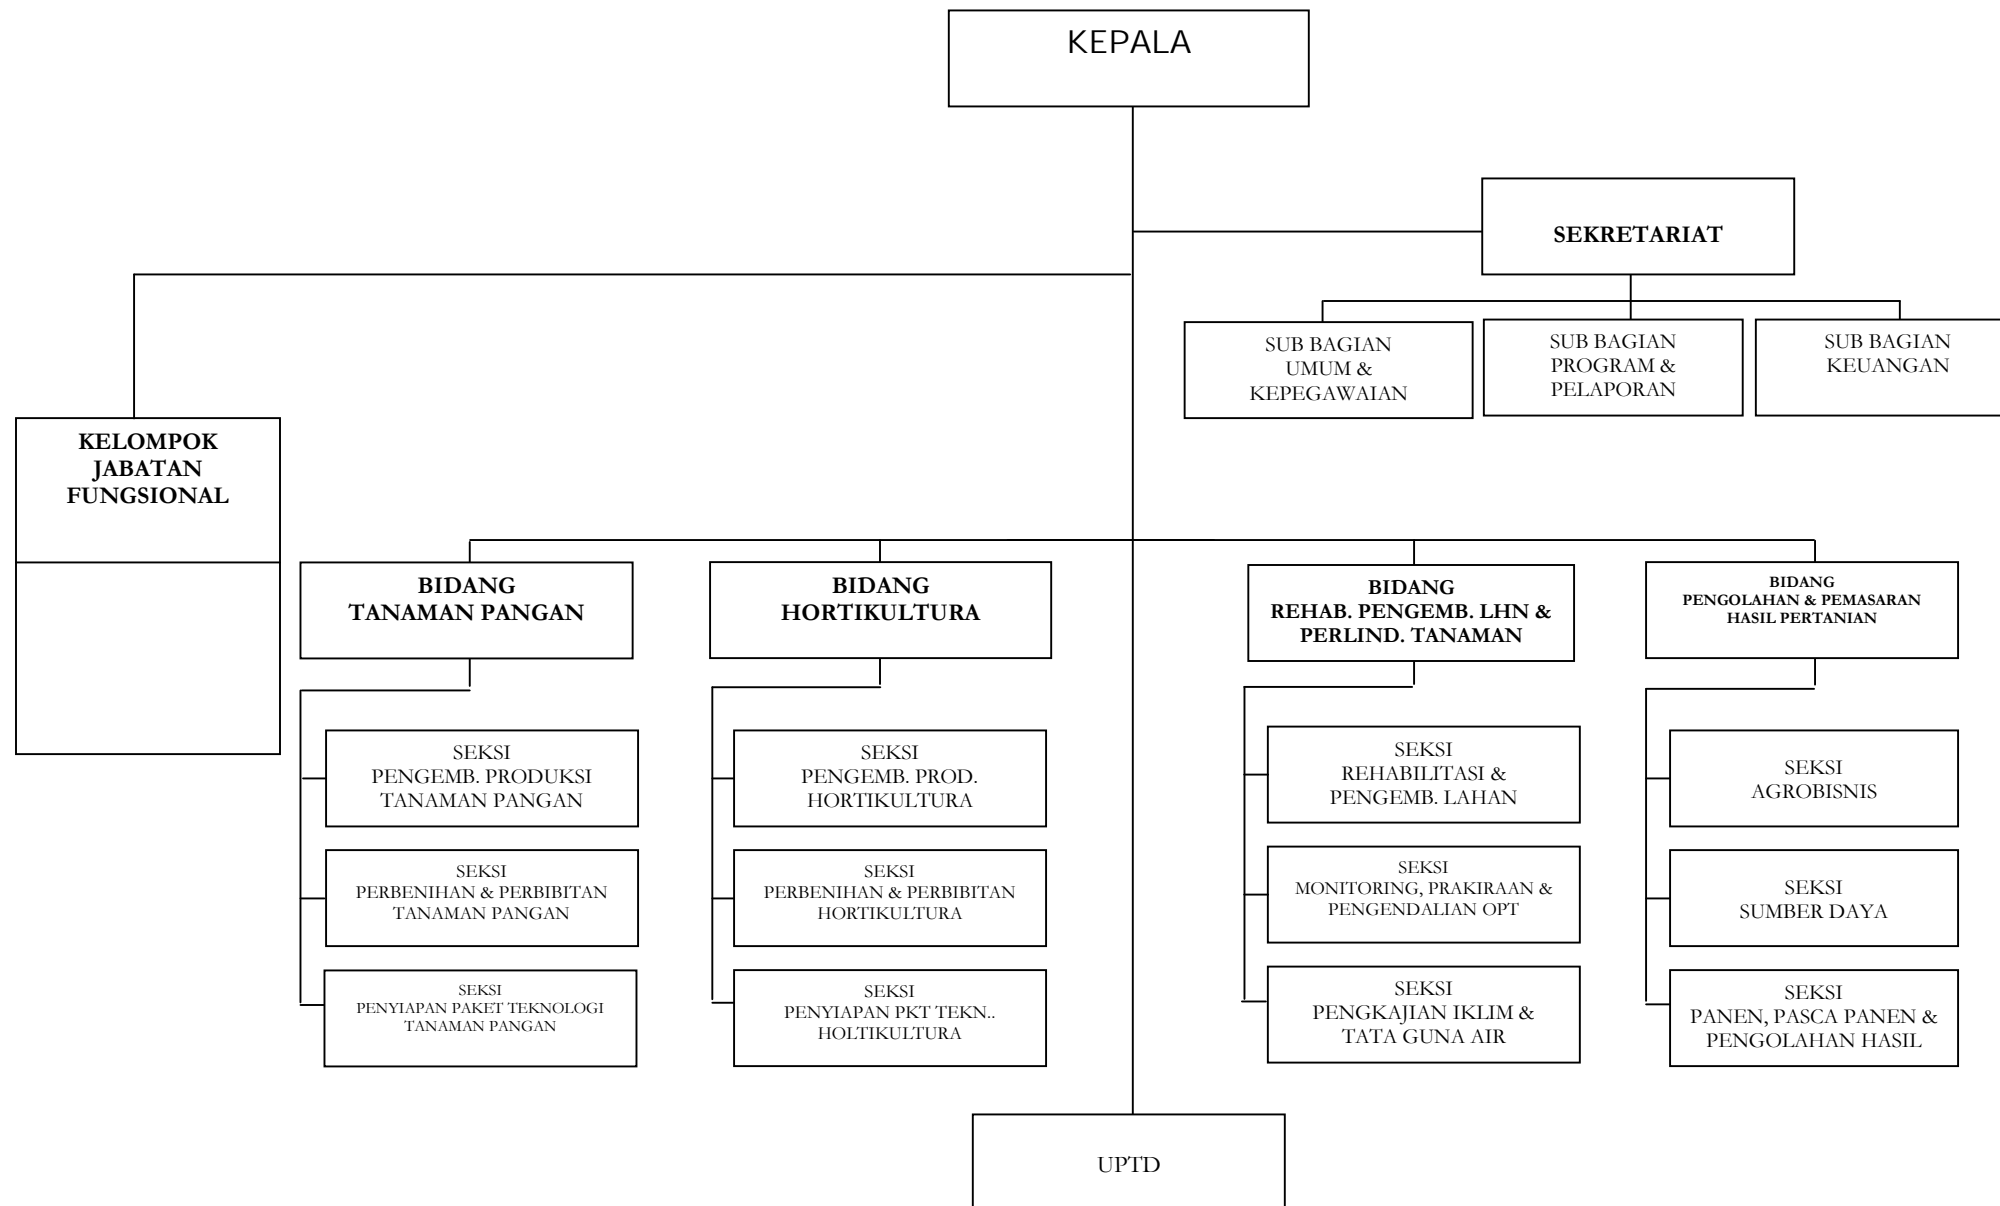 KEPALA
SEKRETARIAT
SUB BAGIAN
UMUM &
KEPEGAWAIAN
SUB BAGIAN
PROGRAM &
PELAPORAN
SUB BAGIAN
KEUANGAN
KELOMPOK
JABATAN
FUNGSIONAL
BIDANG
TANAMAN PANGAN
BIDANG
HORTIKULTURA
BIDANG
REHAB. PENGEMB. LHN &
PERLIND. TANAMAN
BIDANG
PENGOLAHAN & PEMASARAN
HASIL PERTANIAN
SEKSI
PENGEMB. PRODUKSI
TANAMAN PANGAN
SEKSI
PENGEMB. PROD.
HORTIKULTURA
SEKSI
REHABILITASI &
PENGEMB. LAHAN
SEKSI
AGROBISNIS
SEKSI
PERBENIHAN & PERBIBITAN
TANAMAN PANGAN
SEKSI
PERBENIHAN & PERBIBITAN
HORTIKULTURA
SEKSI
MONITORING, PRAKIRAAN &
PENGENDALIAN OPT
SEKSI
SUMBER DAYA
SEKSI
PENYIAPAN PAKET TEKNOLOGI
TANAMAN PANGAN
SEKSI
PENYIAPAN PKT TEKN..
HOLTIKULTURA
SEKSI
PENGKAJIAN IKLIM &
TATA GUNA AIR
SEKSI
PANEN, PASCA PANEN &
PENGOLAHAN HASIL
UPTD